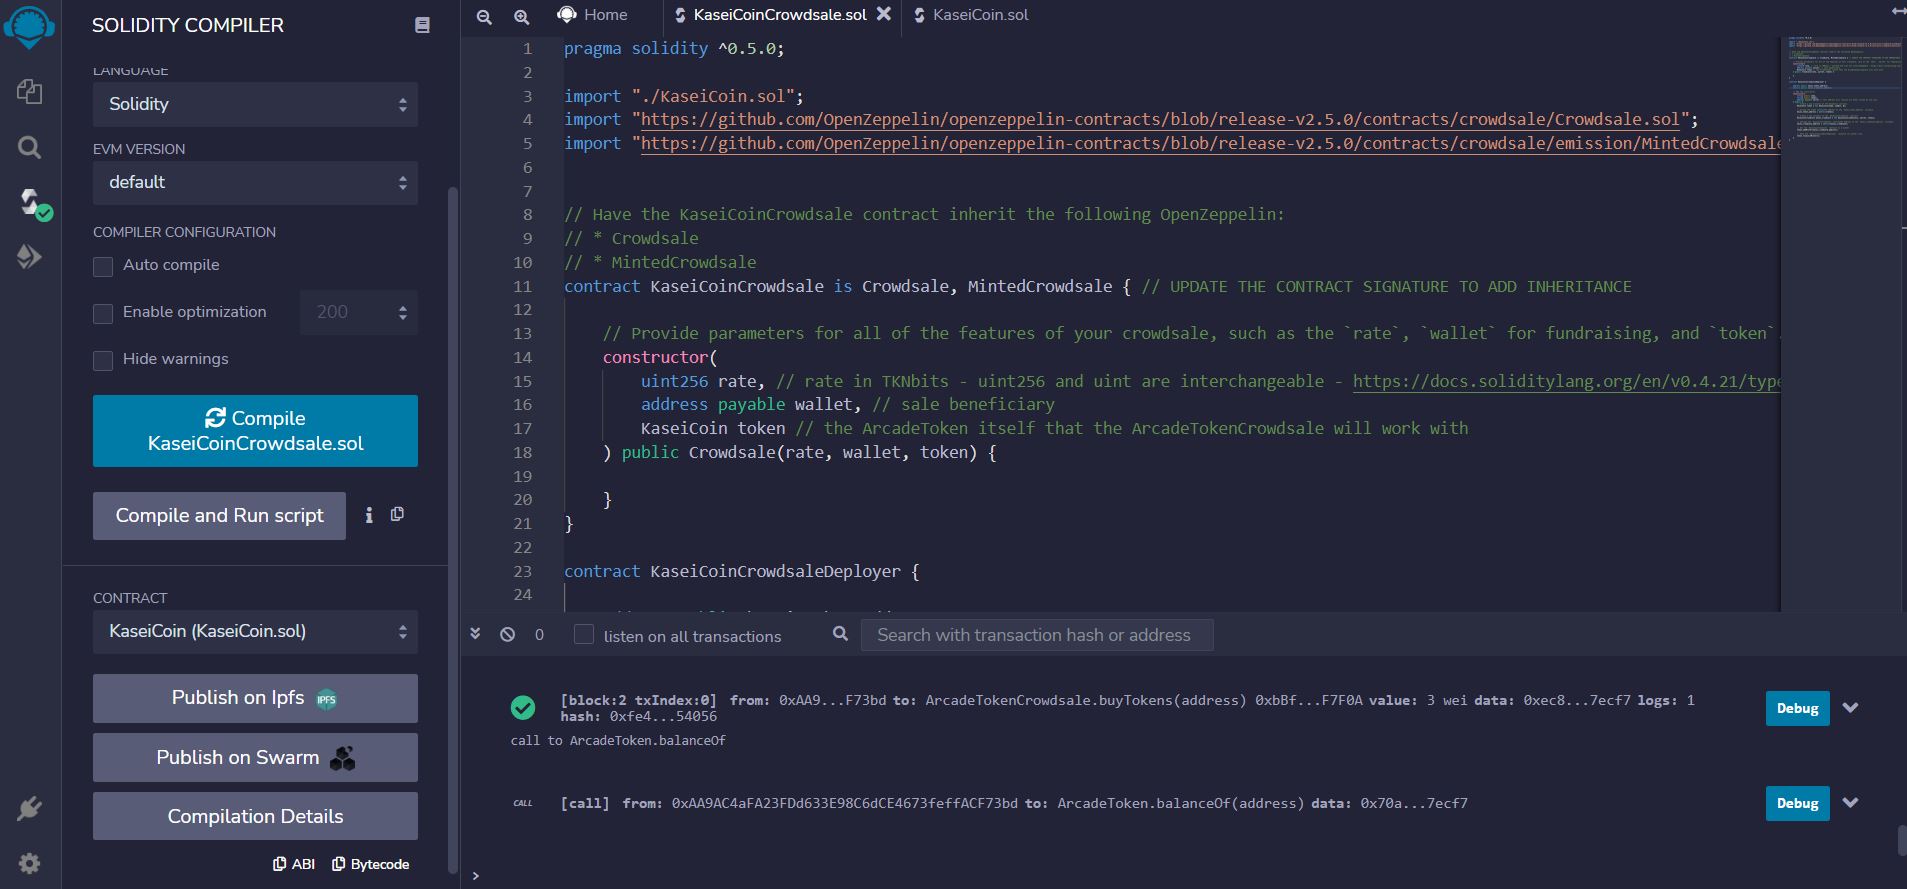 SOLIDITY COMPILER
LANGUAGE
Solidity
EVM VERSION
default
COMPILER CONFIGURATION
Auto compile
Enable optimization 200
Hide warnings
Compile
KaseiCoinCrowdsale.sol
Compile and Run script
CONTRACT
KaseiCoin (KaseiCoin.sol)
Publish on Ipfs IPFS
Publish on Swarm
Compilation Details
ABI Bytecode
Home KaseiCoinCrowdsale.sol KaseiCoin.sol
1 pragma solidity ^0.5.0;
2
3 import "./KaseiCoin.sol";
4 import "https://github.com/OpenZeppelin/openzeppelin-contracts/blob/release-v2.5.0/contracts/crowdsale/Crowdsale.sol";
5 import "https://github.com/OpenZeppelin/openzeppelin-contracts/blob/release-v2.5.0/contracts/crowdsale/emission/MintedCrowdsale
6
7
8 // Have the KaseiCoinCrowdsale contract inherit the following OpenZeppelin:
9 // * Crowdsale
10 // * MintedCrowdsale
11 contract KaseiCoinCrowdsale is Crowdsale, MintedCrowdsale { // UPDATE THE CONTRACT SIGNATURE TO ADD INHERITANCE
12
13 // Provide parameters for all of the features of your crowdsale, such as the `rate`, `wallet` for fundraising, and `token`.
14 constructor(
15 uint256 rate, // rate in TKNbits - uint256 and uint are interchangeable - https://docs.soliditylang.org/en/v0.4.21/type
16 address payable wallet, // sale beneficiary
17 KaseiCoin token // the ArcadeToken itself that the ArcadeTokenCrowdsale will work with
18 ) public Crowdsale(rate, wallet, token) {
19
20 }
21 }
22
23 contract KaseiCoinCrowdsaleDeployer {
24
0 listen on all transactions Search with transaction hash or address
[block:2 txIndex:0] from: 0xAA9...F73bd to: ArcadeTokenCrowdsale.buyTokens(address) 0xbBf...F7F0A value: 3 wei data: 0xec8...7ecf7 logs: 1
hash: 0xfe4...54056
Debug
call to ArcadeToken.balanceOf
CALL [call] from: 0xAA9AC4aFA23FDd633E98C6dCE4673feffACF73bd to: ArcadeToken.balanceOf(address) data: 0x70a...7ecf7
Debug
>